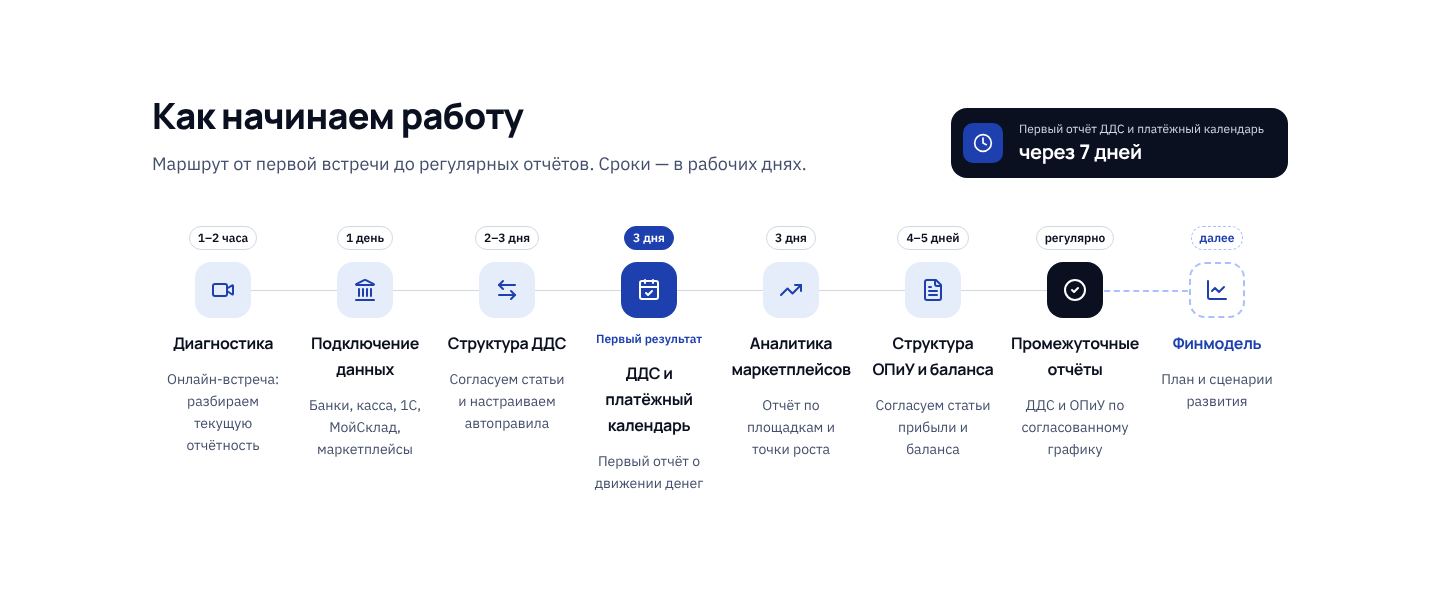 Как начинаем работу
Маршрут от первой встречи до регулярных отчётов. Сроки — в рабочих днях.
Первый отчёт ДДС и платёжный календарь
через 7 дней
1–2 часа
Диагностика
Онлайн-встреча:
разбираем
текущую
отчётность
1 день
Подключение
данных
Банки, касса, 1С,
МойСклад,
маркетплейсы
2–3 дня
Структура ДДС
Согласуем статьи
и настраиваем
автоправила
3 дня
Первый результат
ДДС и
платёжный
календарь
Первый отчёт о
движении денег
3 дня
Аналитика
маркетплейсов
Отчёт по
площадкам и
точки роста
4–5 дней
Структура
ОПиУ и баланса
Согласуем статьи
прибыли и
баланса
регулярно
Промежуточные
отчёты
ДДС и ОПиУ по
согласованному
графику
далее
Финмодель
План и сценарии
развития